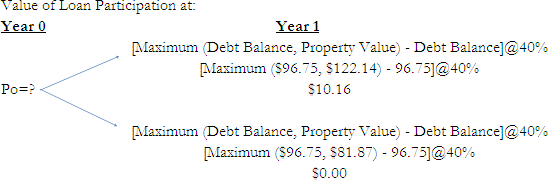 Value of Loan Participation at:
Year 0 Year 1
[Maximum (Debt Balance, Property Value) - Debt Balance]@40%
[Maximum ($96.75, $122.14) - 96.75]@40%
Po=? $10.16
[Maximum (Debt Balance, Property Value) - Debt Balance]@40%
[Maximum ($96.75, $81.87) - 96.75]@40%
$0.00